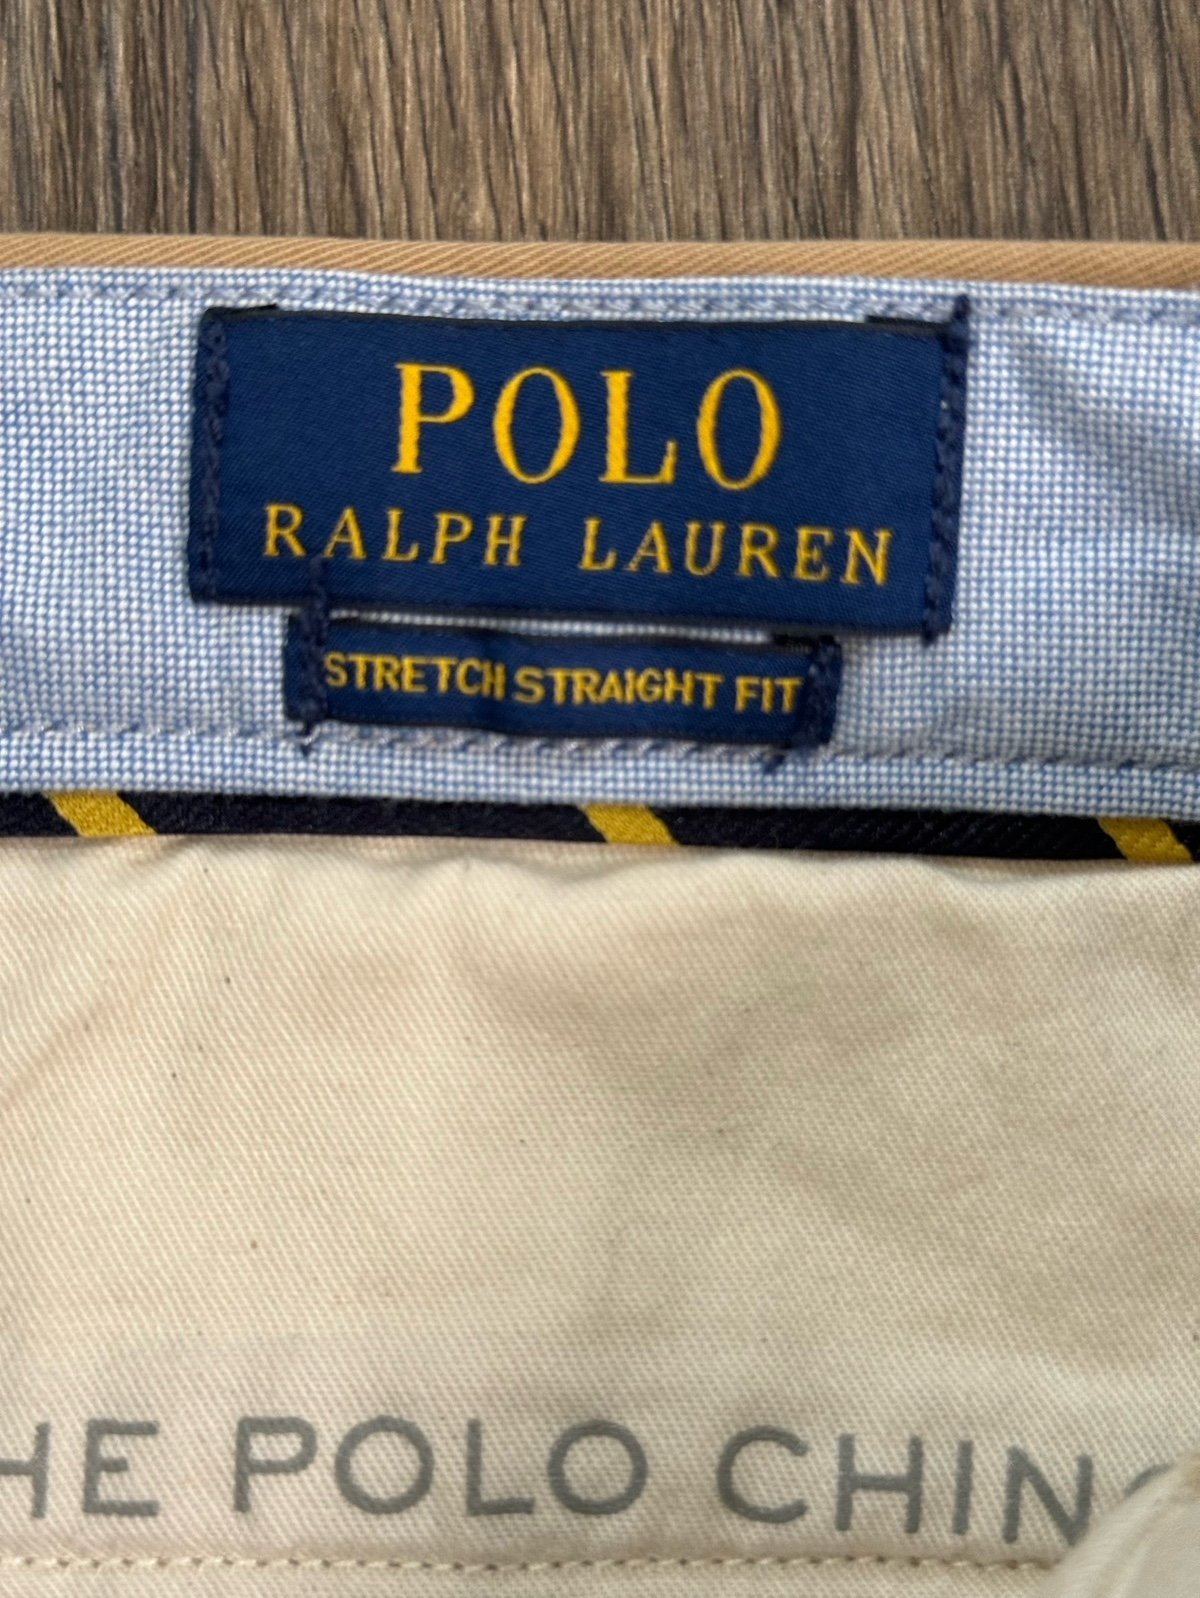 POLO
RALPH LAUREN
STRETCH STRAIGHT FIT
HE POLO CHIN